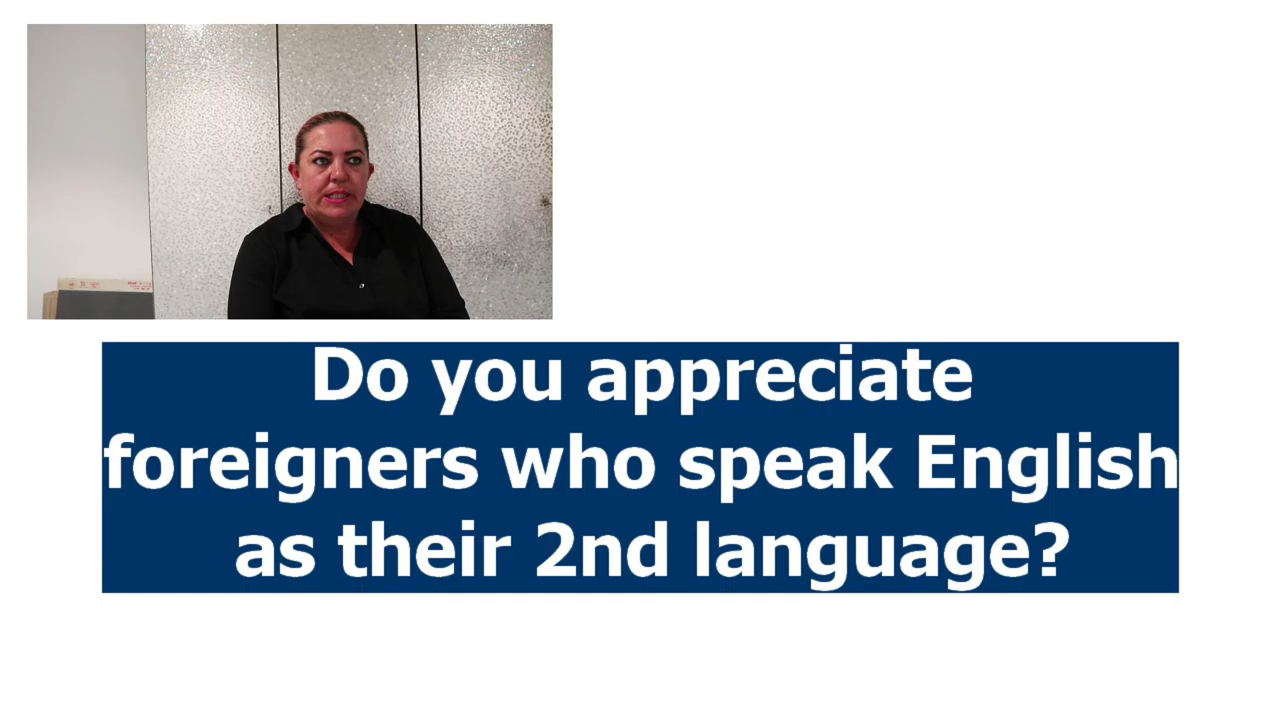 Do you appreciate
foreigners who speak English
as their 2nd language?